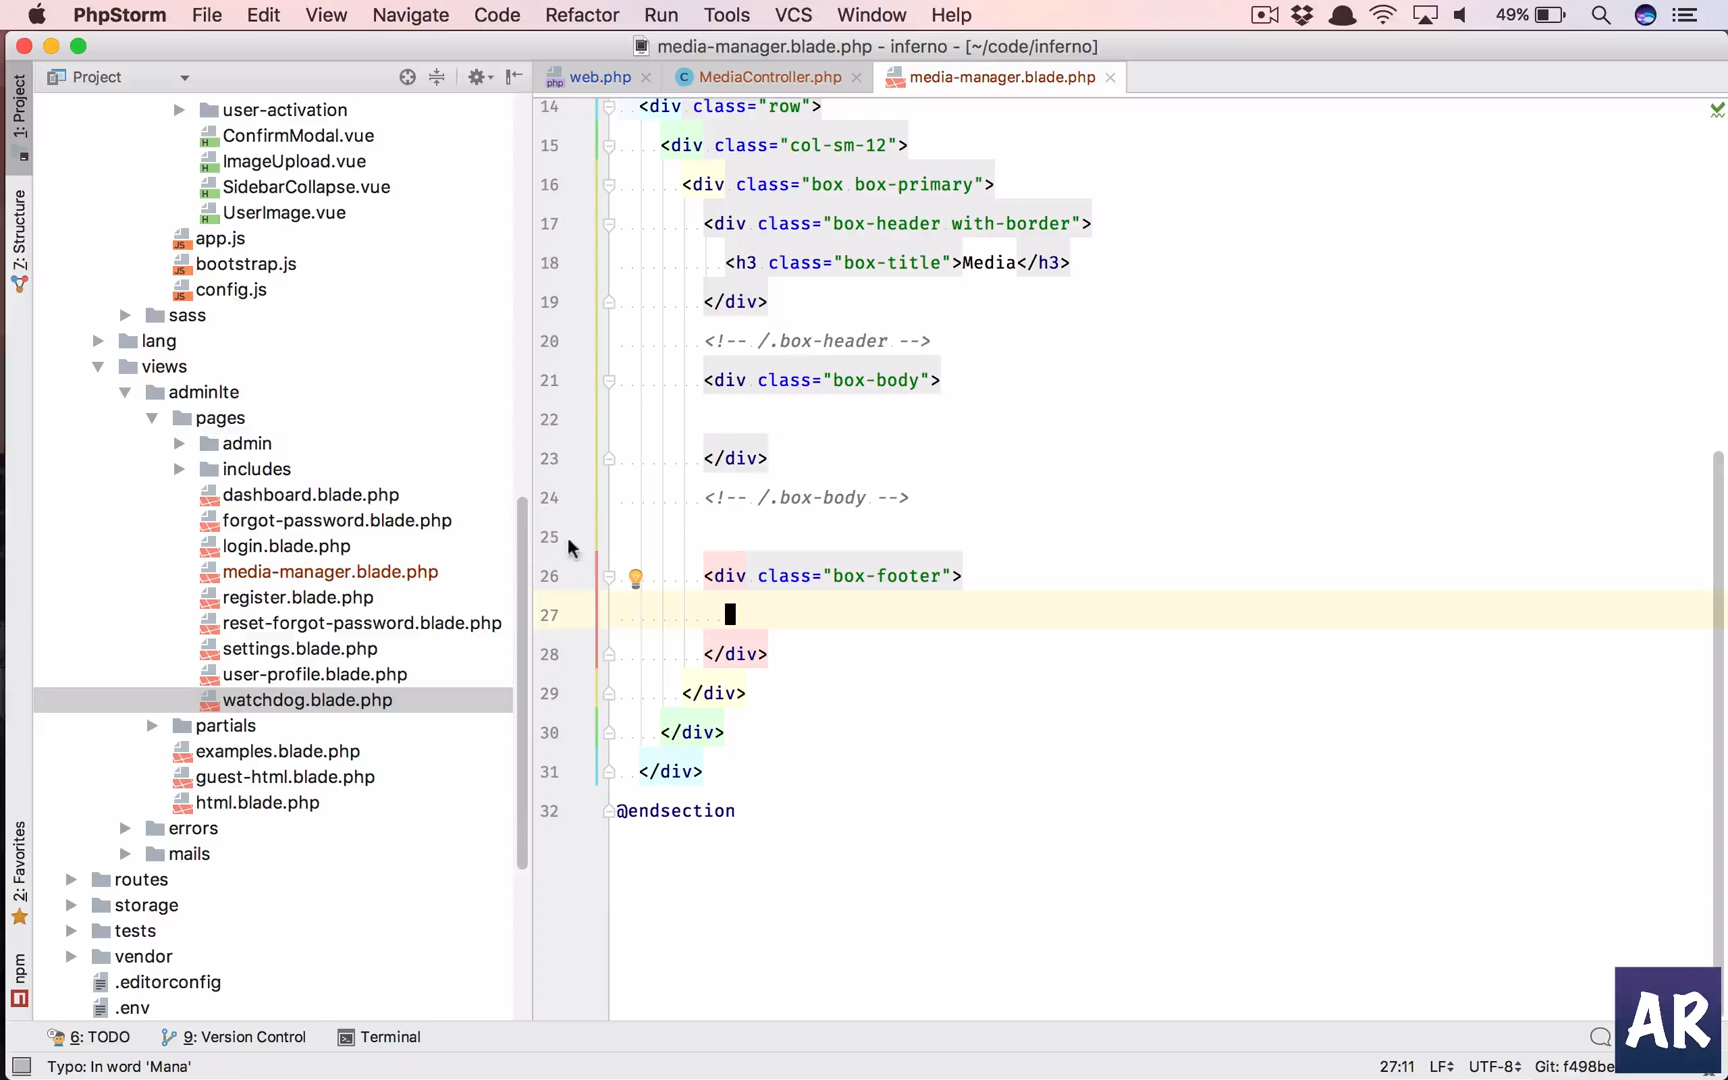 PhpStorm File Edit View Navigate Code Refactor Run Tools VCS Window Help 49%
media-manager.blade.php - inferno - [~/code/inferno]
Project
web.php
MediaController.php
media-manager.blade.php
1: Project
7: Structure
2: Favorites
npm
user-activation
ConfirmModal.vue
ImageUpload.vue
SidebarCollapse.vue
UserImage.vue
app.js
bootstrap.js
config.js
sass
lang
views
adminlte
pages
admin
includes
dashboard.blade.php
forgot-password.blade.php
login.blade.php
media-manager.blade.php
register.blade.php
reset-forgot-password.blade.php
settings.blade.php
user-profile.blade.php
watchdog.blade.php
partials
examples.blade.php
guest-html.blade.php
html.blade.php
errors
mails
routes
storage
tests
vendor
.editorconfig
.env
14 <div class="row">
15 <div class="col-sm-12">
16 <div class="box box-primary">
17 <div class="box-header with-border">
18 <h3 class="box-title">Media</h3>
19 </div>
20 <!-- /.box-header -->
21 <div class="box-body">
22
23 </div>
24 <!-- /.box-body -->
25
26 <div class="box-footer">
27
28 </div>
29 </div>
30 </div>
31 </div>
32 @endsection
6: TODO 9: Version Control Terminal
Typo: In word 'Mana' 27:11 LF UTF-8 Git: f498be
AR